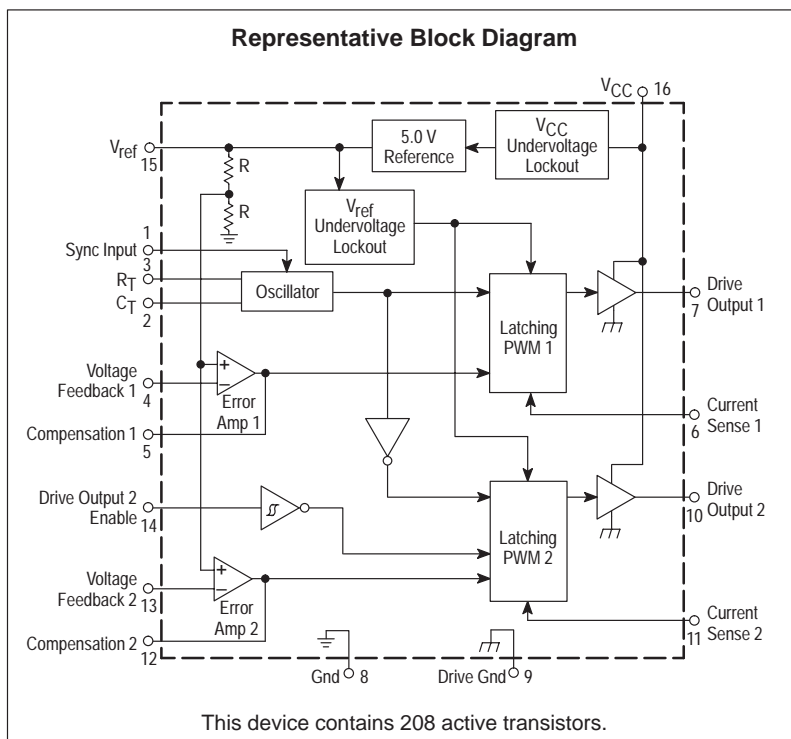 Representative Block Diagram
VCC 16
Vref
15
R
R
5.0 V
Reference
VCC
Undervoltage
Lockout
Vref
Undervoltage
Lockout
1
Sync Input
3
RT
CT
2
Oscillator
Latching
PWM 1
Drive
Output 1
7
Voltage
Feedback 1
4
+
–
Error
Amp 1
Compensation 1
5
Current
Sense 1
6
Drive Output 2
Enable
14
Latching
PWM 2
Drive
Output 2
10
Voltage
Feedback 2
13
+
–
Error
Amp 2
Compensation 2
12
Current
Sense 2
11
Gnd 8
Drive Gnd 9
This device contains 208 active transistors.